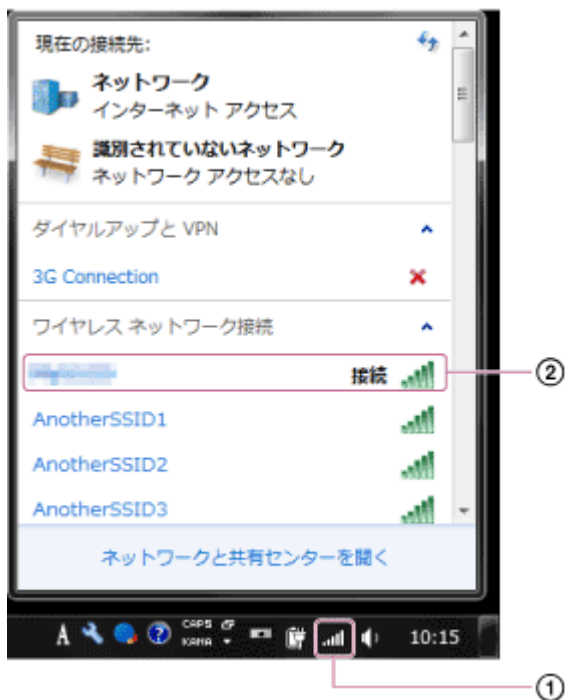 現在の接続先:
ネットワーク
インターネット アクセス
識別されていないネットワーク
ネットワーク アクセスなし
ダイヤルアップと VPN
3G Connection
ワイヤレス ネットワーク接続
接続
②
AnotherSSID1
AnotherSSID2
AnotherSSID3
ネットワークと共有センターを開く
A
CAPS
KANA
10:15
①